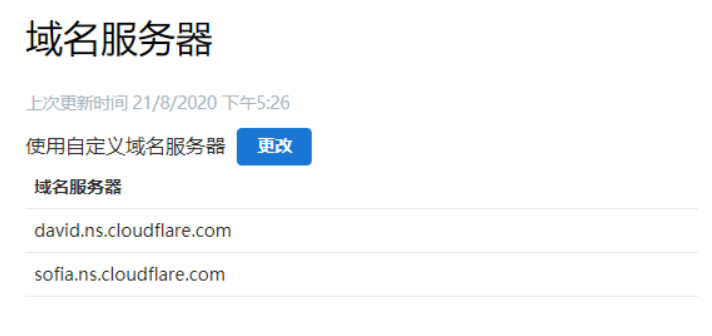 域名服务器
上次更新时间 21/8/2020 下午5:26
使用自定义域名服务器 更改
域名服务器
david.ns.cloudflare.com
sofia.ns.cloudflare.com